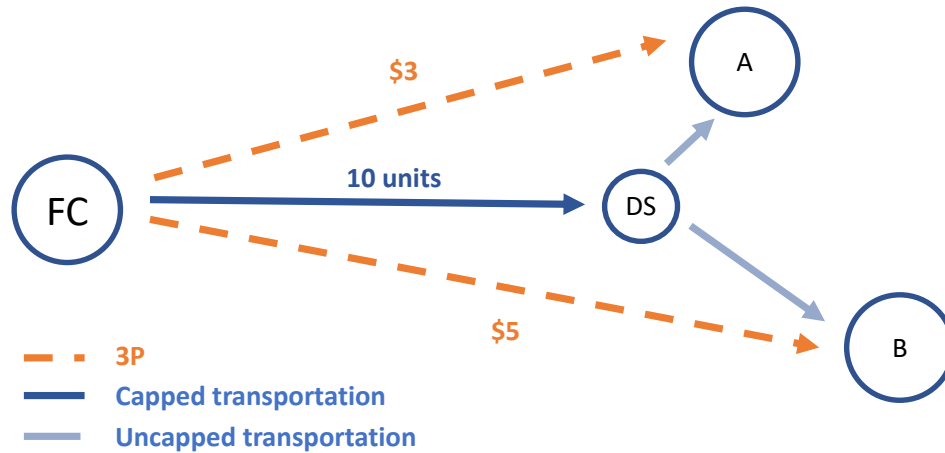 A
$3
10 units
FC
DS
$5
B
3P
Capped transportation
Uncapped transportation